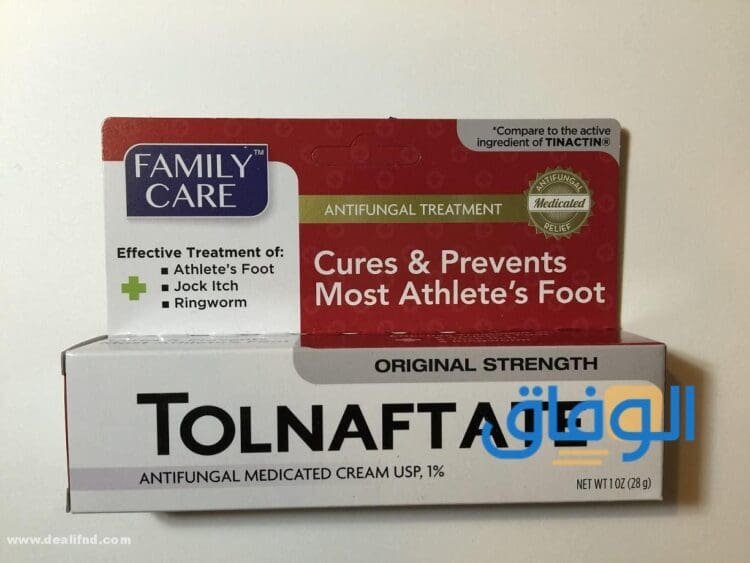 *Compare to the active
ingredient of TINACTIN®
FAMILY™
CARE
ANTIFUNGAL TREATMENT
ANTIFUNGAL
Medicated
RELIEF
Effective Treatment of:
■ Athlete's Foot
■ Jock Itch
■ Ringworm
Cures & Prevents
Most Athlete's Foot
ORIGINAL STRENGTH
TOLNAFTATE
الوفاق
ANTIFUNGAL MEDICATED CREAM USP, 1%
NET WT 1 OZ (28 g)
www.dealifnd.com